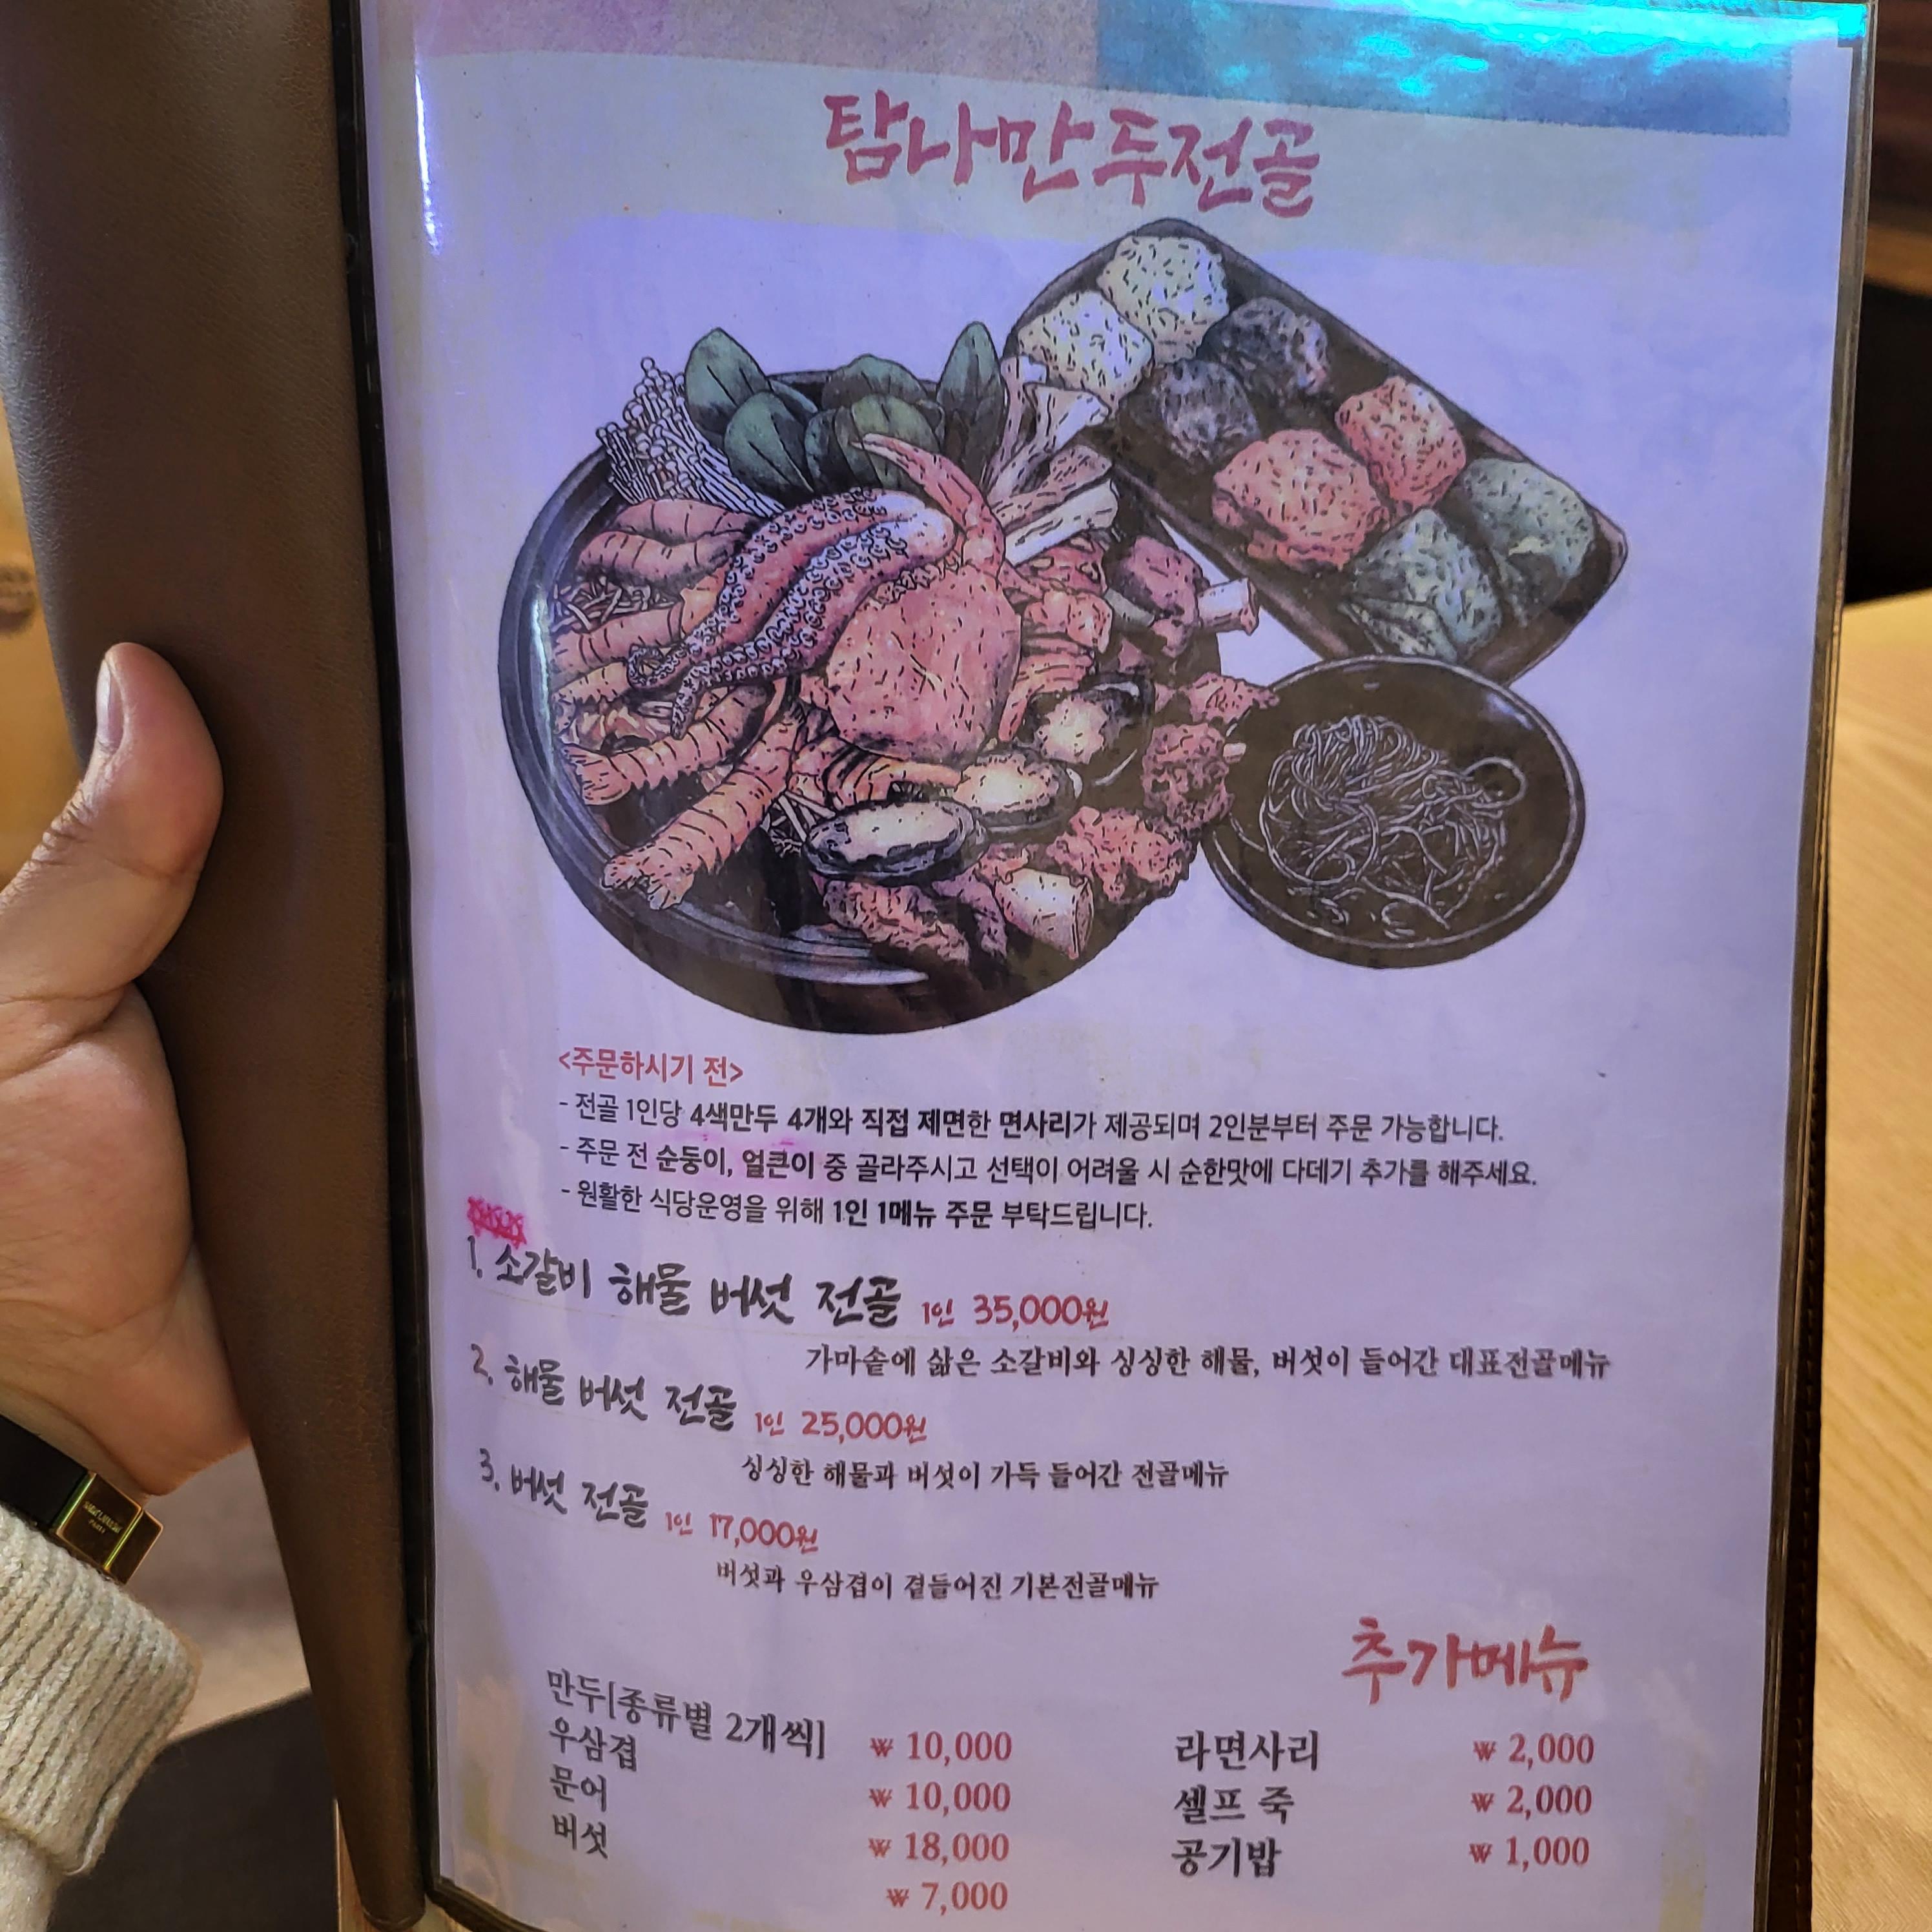 탐나만두전골
<주문하시기 전>
- 전골 1인당 4색만두 4개와 직접 제면한 면사리가 제공되며 2인분부터 주문 가능합니다.
- 주문 전 순둥이, 얼큰이 중 골라주시고 선택이 어려울 시 순한맛에 다데기 추가를 해주세요.
- 원활한 식당운영을 위해 1인 1메뉴 주문 부탁드립니다.
1. 소갈비 해물 버섯 전골 1인 35,000원
가마솥에 삶은 소갈비와 싱싱한 해물, 버섯이 들어간 대표전골메뉴
2. 해물 버섯 전골 1인 25,000원
싱싱한 해물과 버섯이 가득 들어간 전골메뉴
3. 버섯 전골 1인 17,000원
버섯과 우삼겹이 곁들어진 기본전골메뉴
추가메뉴
만두[종류별 2개씩] ₩ 10,000
우삼겹 ₩ 10,000
문어 ₩ 18,000
버섯 ₩ 7,000
라면사리 ₩ 2,000
셀프 죽 ₩ 2,000
공기밥 ₩ 1,000